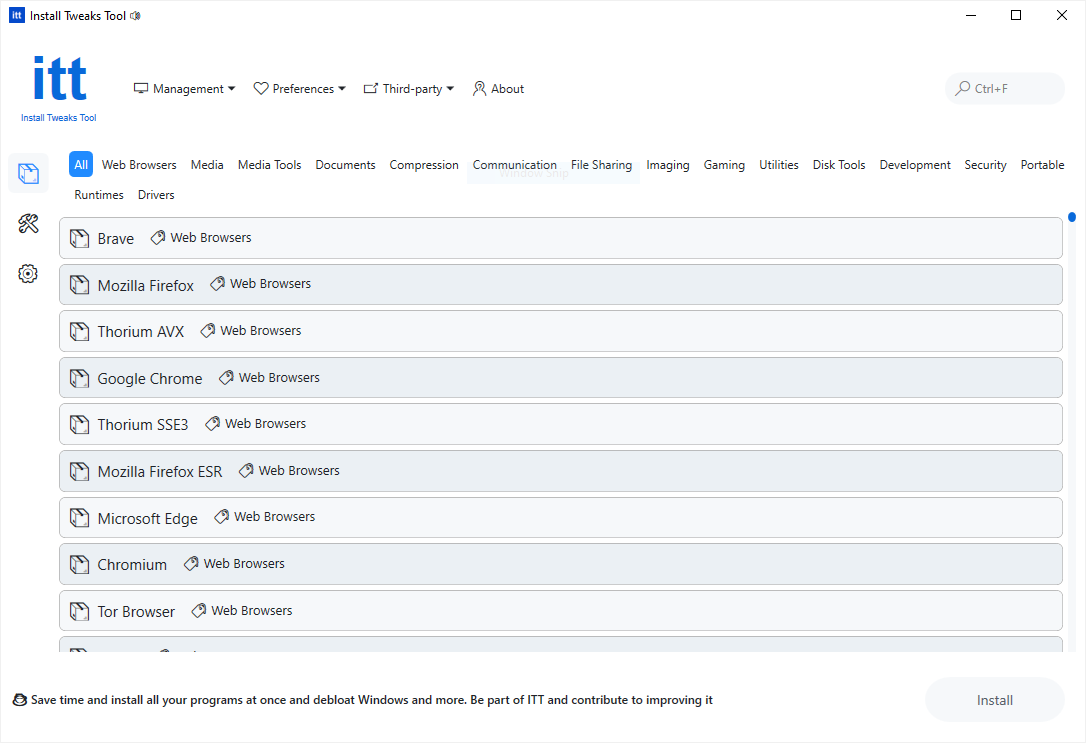 itt Install Tweaks Tool
itt
Install Tweaks Tool
Management Preferences Third-party About
Ctrl+F
All Web Browsers Media Media Tools Documents Compression Communication File Sharing Imaging Gaming Utilities Disk Tools Development Security Portable
Window Snip
Runtimes Drivers
Brave Web Browsers
Mozilla Firefox Web Browsers
Thorium AVX Web Browsers
Google Chrome Web Browsers
Thorium SSE3 Web Browsers
Mozilla Firefox ESR Web Browsers
Microsoft Edge Web Browsers
Chromium Web Browsers
Tor Browser Web Browsers
Save time and install all your programs at once and debloat Windows and more. Be part of ITT and contribute to improving it
Install